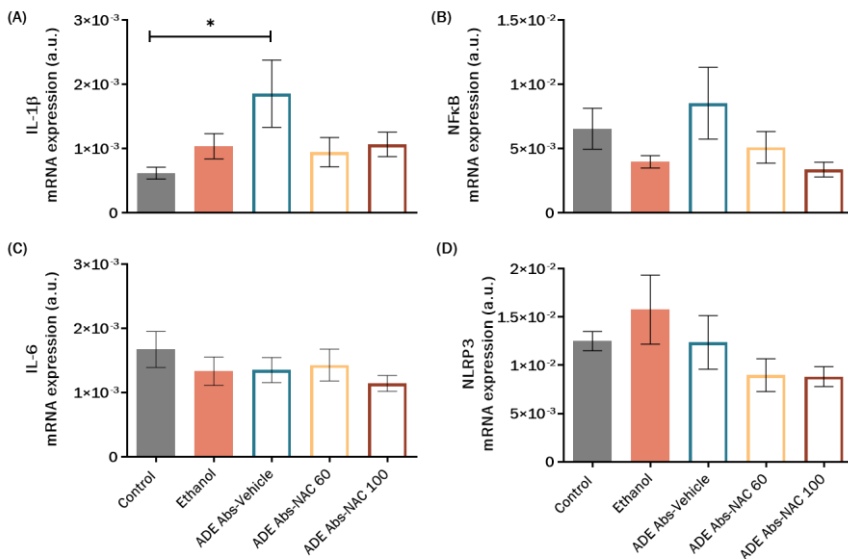 (A)
IL-1β
mRNA expression (a.u.)
3×10⁻³
2×10⁻³
1×10⁻³
0
*
(B)
NFκB
mRNA expression (a.u.)
1.5×10⁻²
1×10⁻²
5×10⁻³
0
(C)
IL-6
mRNA expression (a.u.)
3×10⁻³
2×10⁻³
1×10⁻³
0
Control
Ethanol
ADE Abs-Vehicle
ADE Abs-NAC 60
ADE Abs-NAC 100
(D)
NLRP3
mRNA expression (a.u.)
2×10⁻²
1.5×10⁻²
1×10⁻²
5×10⁻³
0
Control
Ethanol
ADE Abs-Vehicle
ADE Abs-NAC 60
ADE Abs-NAC 100